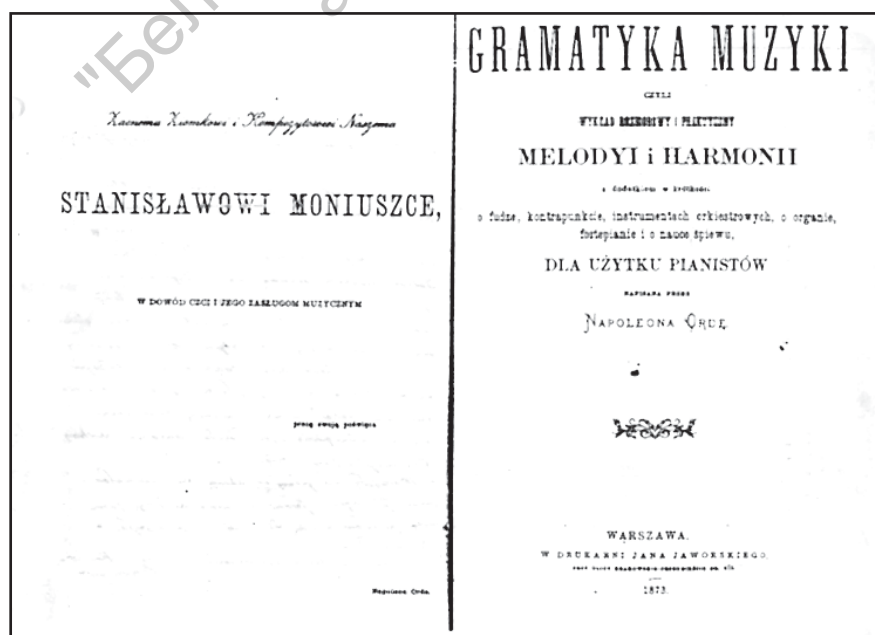 "Бел
Zacnemu Ziomkowi i Kompozytorowi Naszemu
STANISŁAWOWI MONIUSZCE,
W DOWÓD CZCI I JEGO ZASŁUGOM MUZYCZNYM
pracę swoją poświęca
Napoleon Orda.
GRAMATYKA MUZYKI
CZYLI
WYKŁAD TEORETYCZNY I PRAKTYCZNY
MELODYI i HARMONII
z dodatkiem w krótkości
o fudze, kontrapunkcie, instrumentach orkiestrowych, o organie,
fortepianie i o nauce śpiewu,
DLA UŻYTKU PIANISTÓW
NAPISANA PRZEZ
NAPOLEONA ORDĘ.
WARSZAWA.
W DRUKARNI JANA JAWORSKIEGO,
1873.